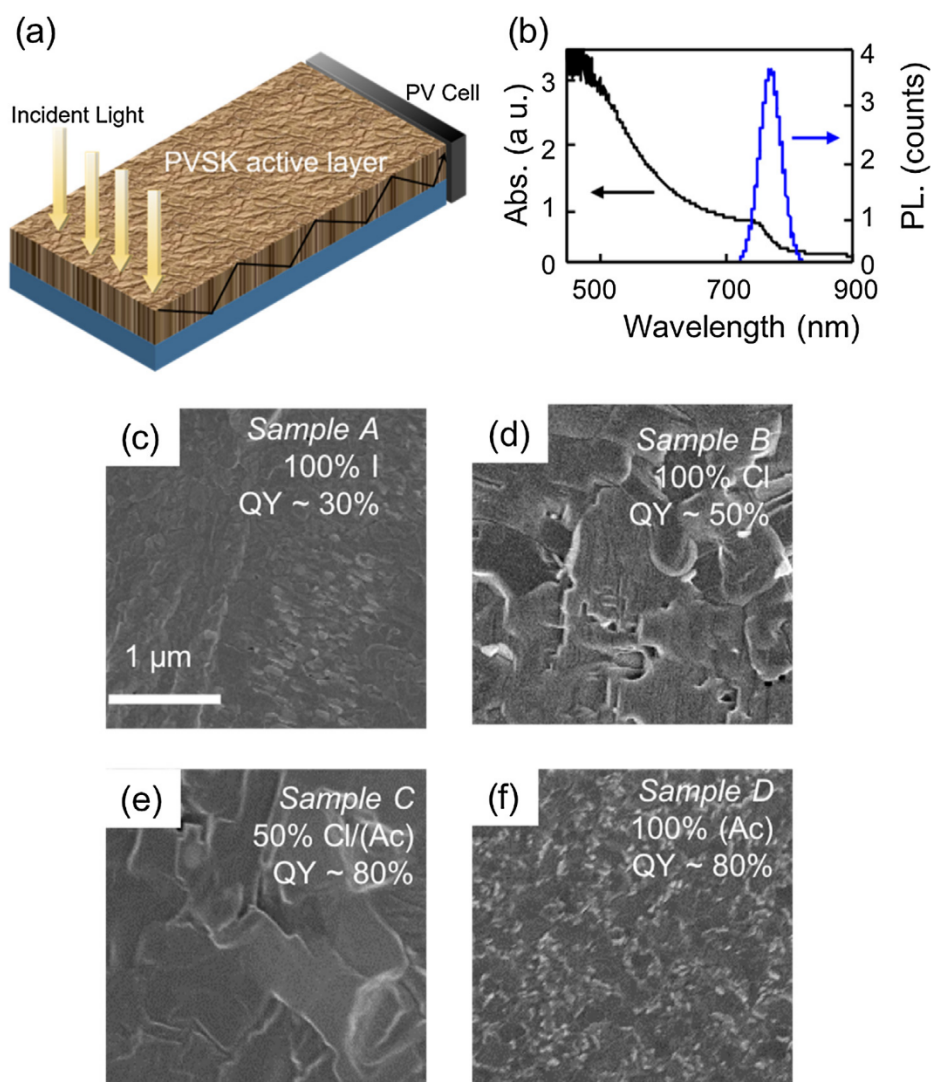 (a)
Incident Light
PV Cell
PVSK active layer
(b)
Abs. (a u.)
3
2
1
0
PL. (counts)
4
3
2
1
0
500
700
900
Wavelength (nm)
(c)
Sample A
100% I
QY ~ 30%
1 μm
(d)
Sample B
100% Cl
QY ~ 50%
(e)
Sample C
50% Cl/(Ac)
QY ~ 80%
(f)
Sample D
100% (Ac)
QY ~ 80%